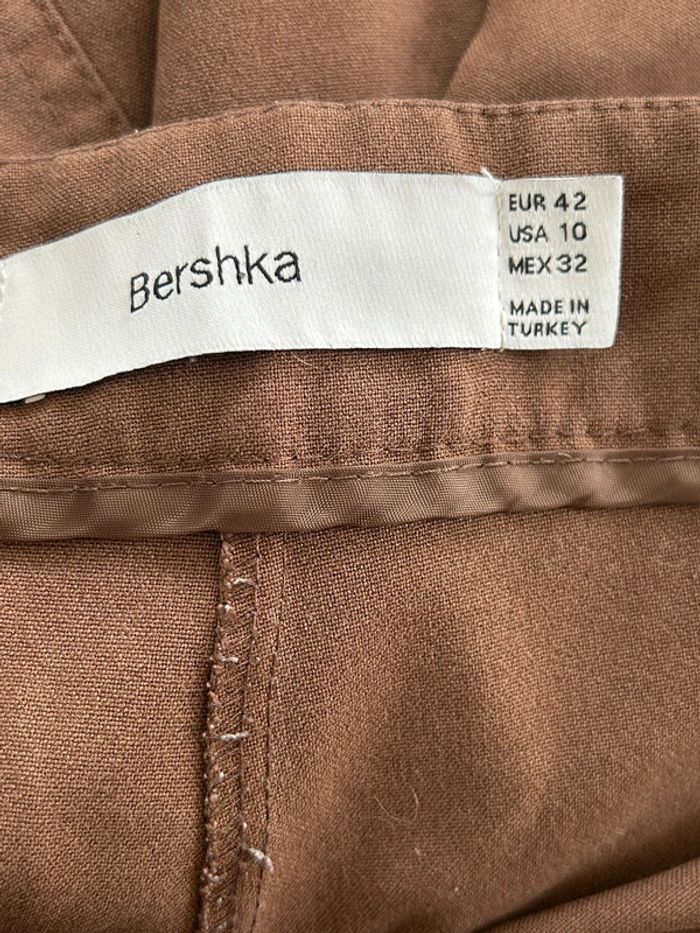 Bershka
EUR 42
USA 10
MEX 32
MADE IN
TURKEY